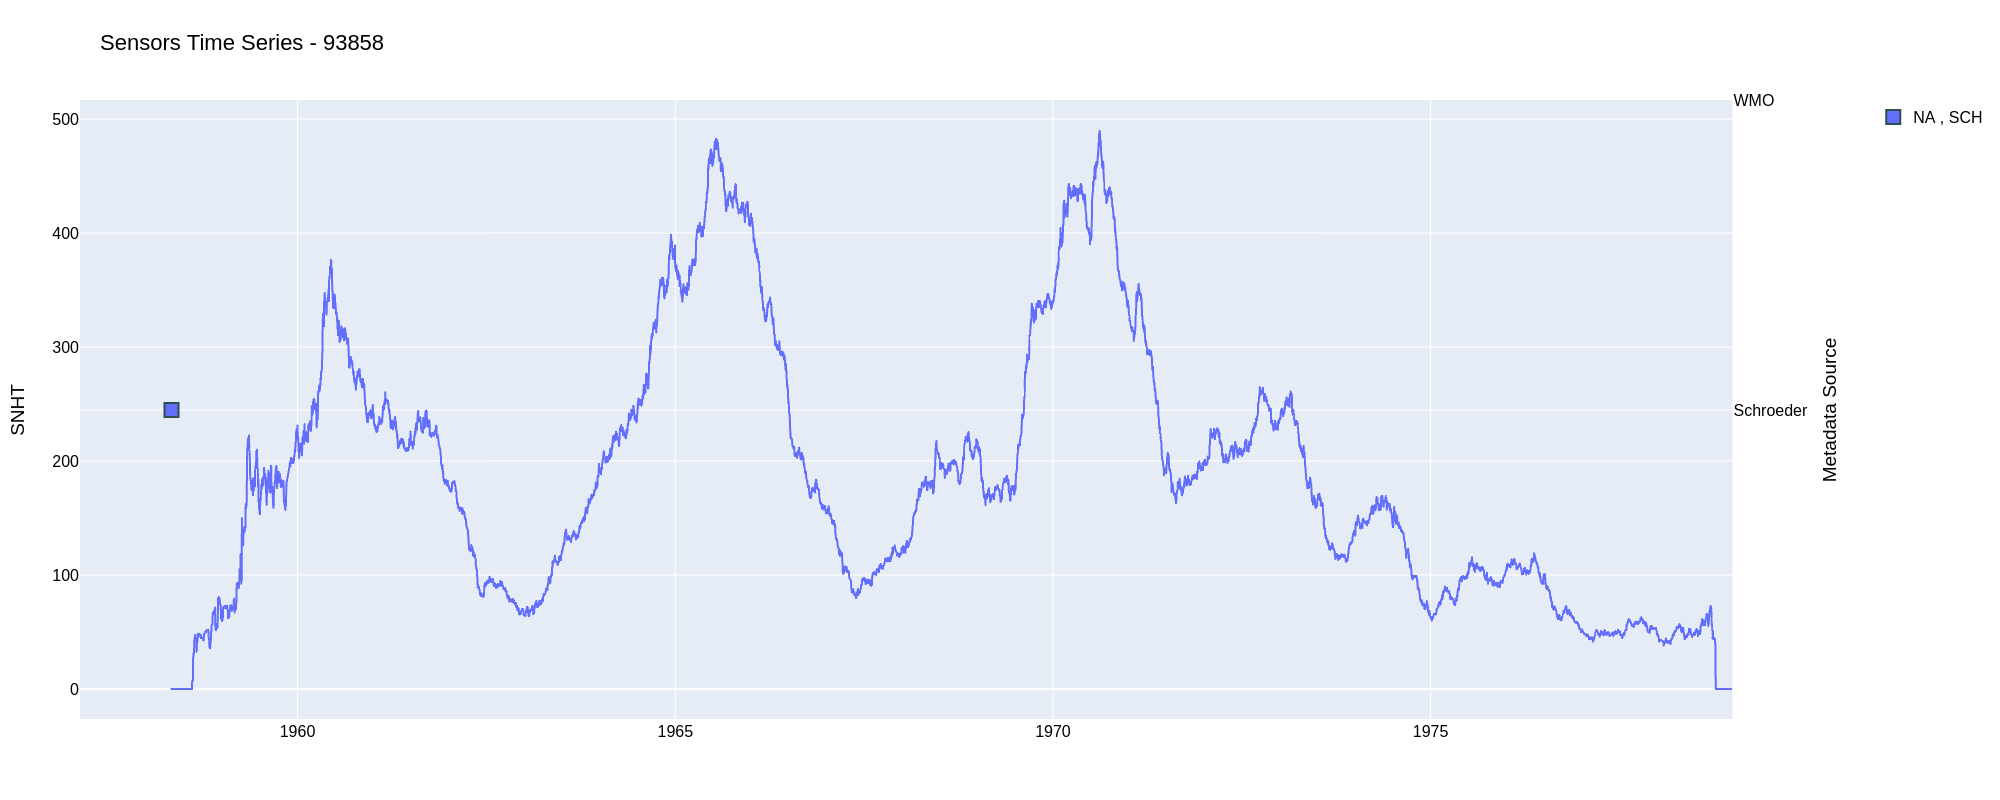 Sensors Time Series - 93858
WMO
NA , SCH
500
400
300
200
100
0
SNHT
Schroeder
Metadata Source
1960
1965
1970
1975